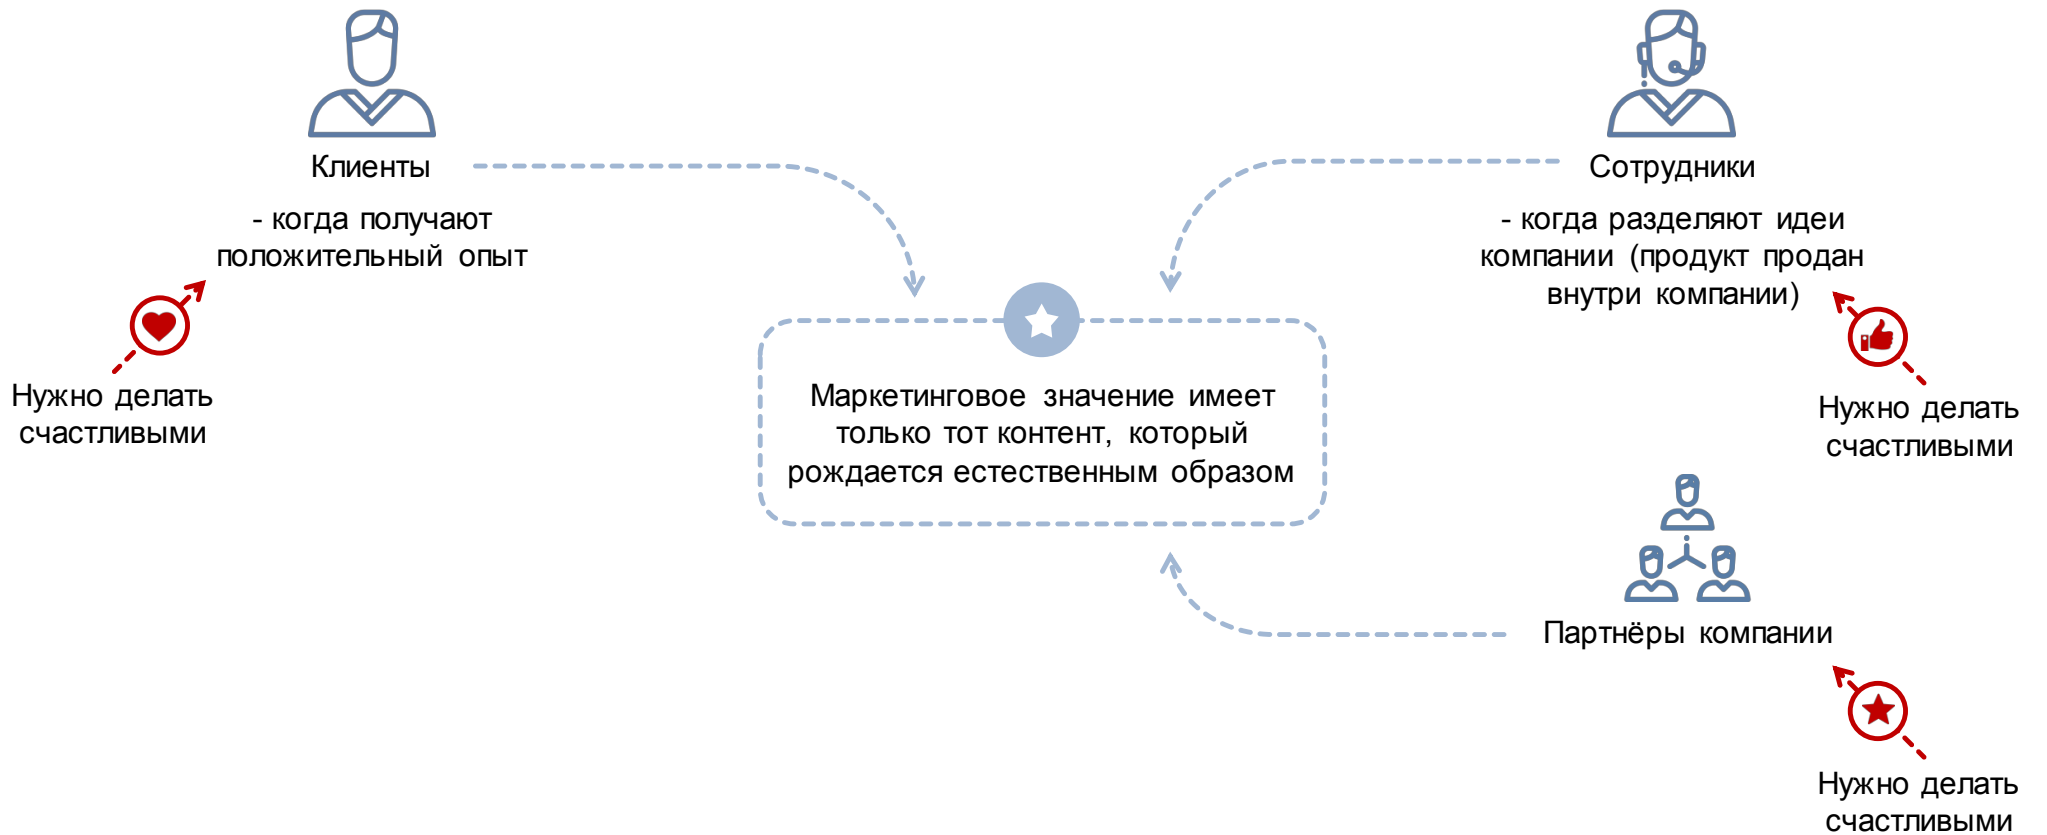 Клиенты
- когда получают
положительный опыт
Нужно делать
счастливыми
Сотрудники
- когда разделяют идеи
компании (продукт продан
внутри компании)
Нужно делать
счастливыми
Маркетинговое значение имеет
только тот контент, который
рождается естественным образом
Партнёры компании
Нужно делать
счастливыми